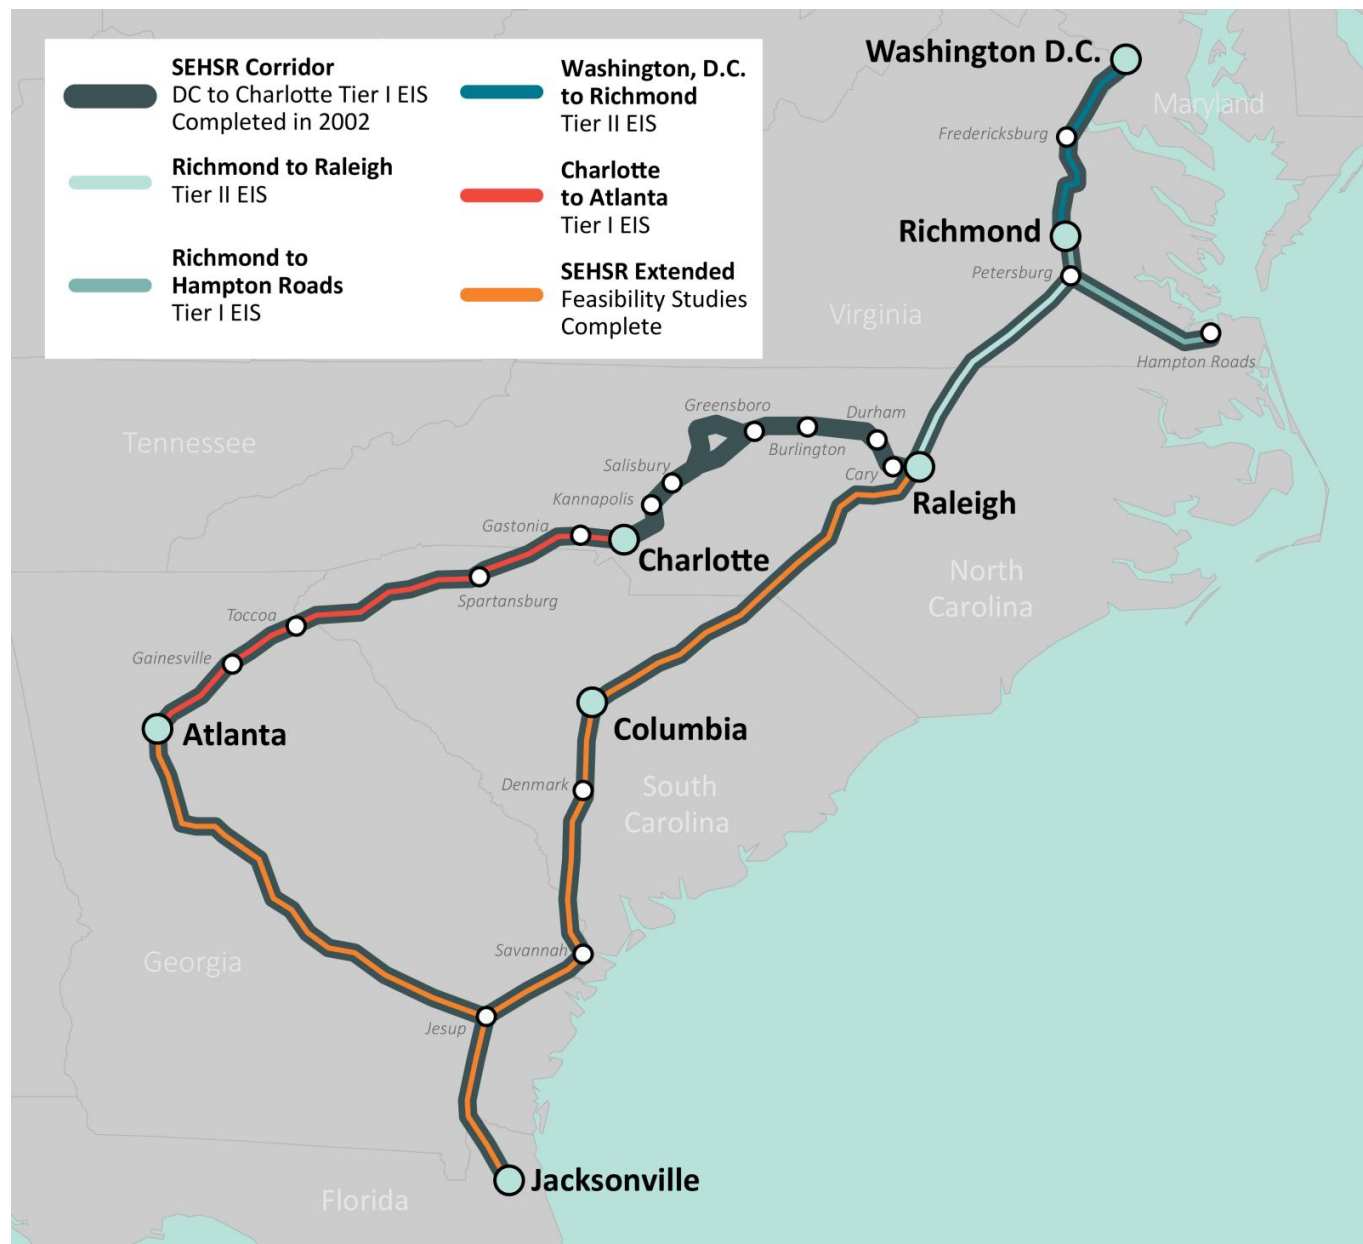 SEHSR Corridor
DC to Charlotte Tier I EIS
Completed in 2002
Richmond to Raleigh
Tier II EIS
Richmond to
Hampton Roads
Tier I EIS
Washington, D.C.
to Richmond
Tier II EIS
Charlotte
to Atlanta
Tier I EIS
SEHSR Extended
Feasibility Studies
Complete
Washington D.C.
Maryland
Fredericksburg
Richmond
Petersburg
Virginia
Hampton Roads
Tennessee
Greensboro
Durham
Burlington
Salisbury
Cary
Kannapolis
Raleigh
Gastonia
Charlotte
North
Carolina
Spartansburg
Toccoa
Gainesville
Atlanta
Columbia
Denmark
South
Carolina
Savannah
Georgia
Jesup
Jacksonville
Florida